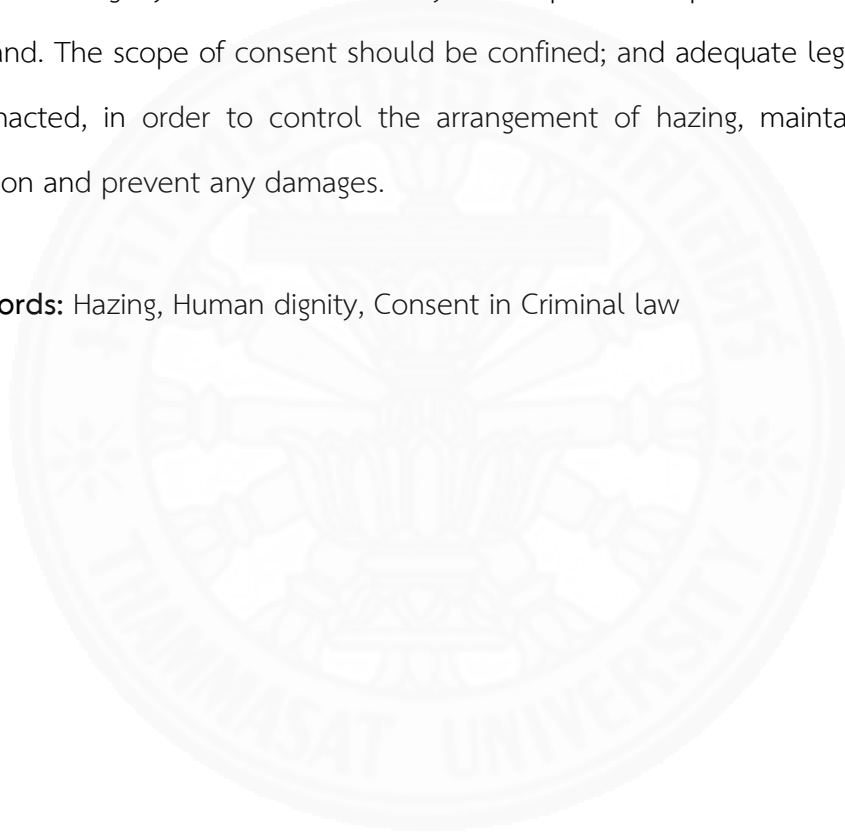 and. The scope of consent should be confined; and adequate leg
nacted, in order to control the arrangement of hazing, mainta
on and prevent any damages.
ords: Hazing, Human dignity, Consent in Criminal law
THAMMASAT UNIVERSITY